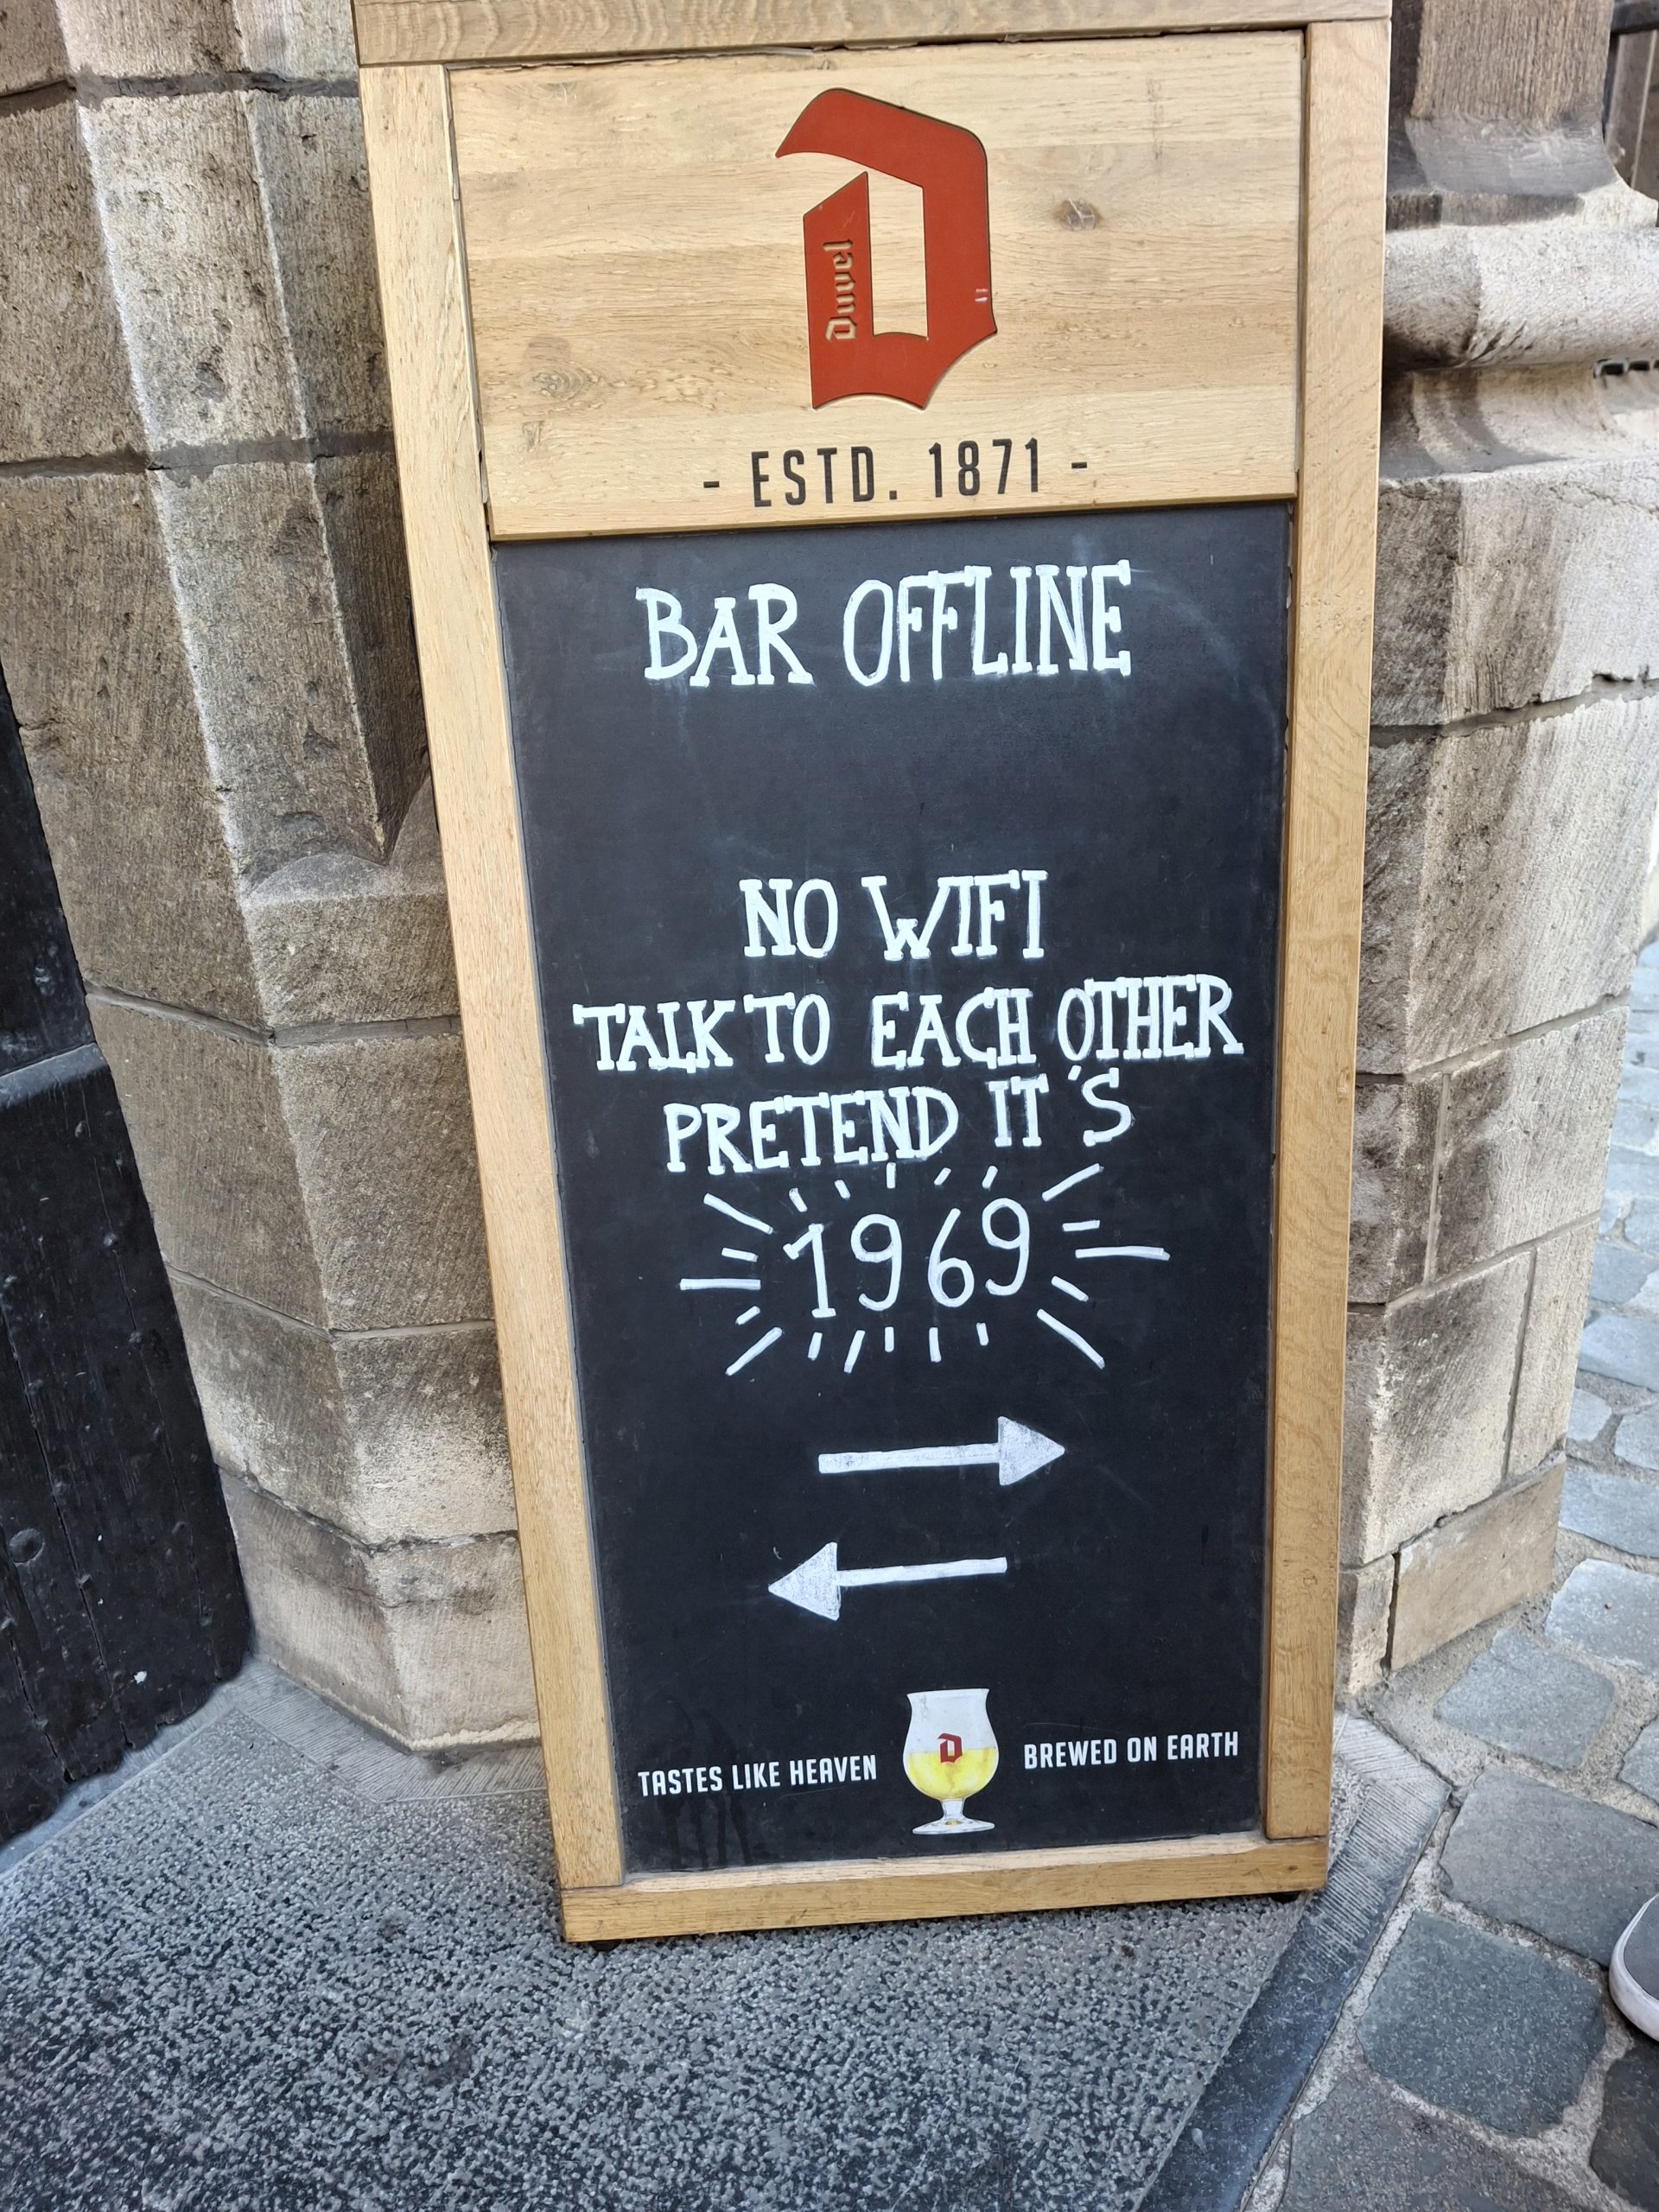 Duvel
- ESTD. 1871 -
BAR OFFLINE
NO WIFI
TALK TO EACH OTHER
PRETEND IT'S
1969
TASTES LIKE HEAVEN
BREWED ON EARTH